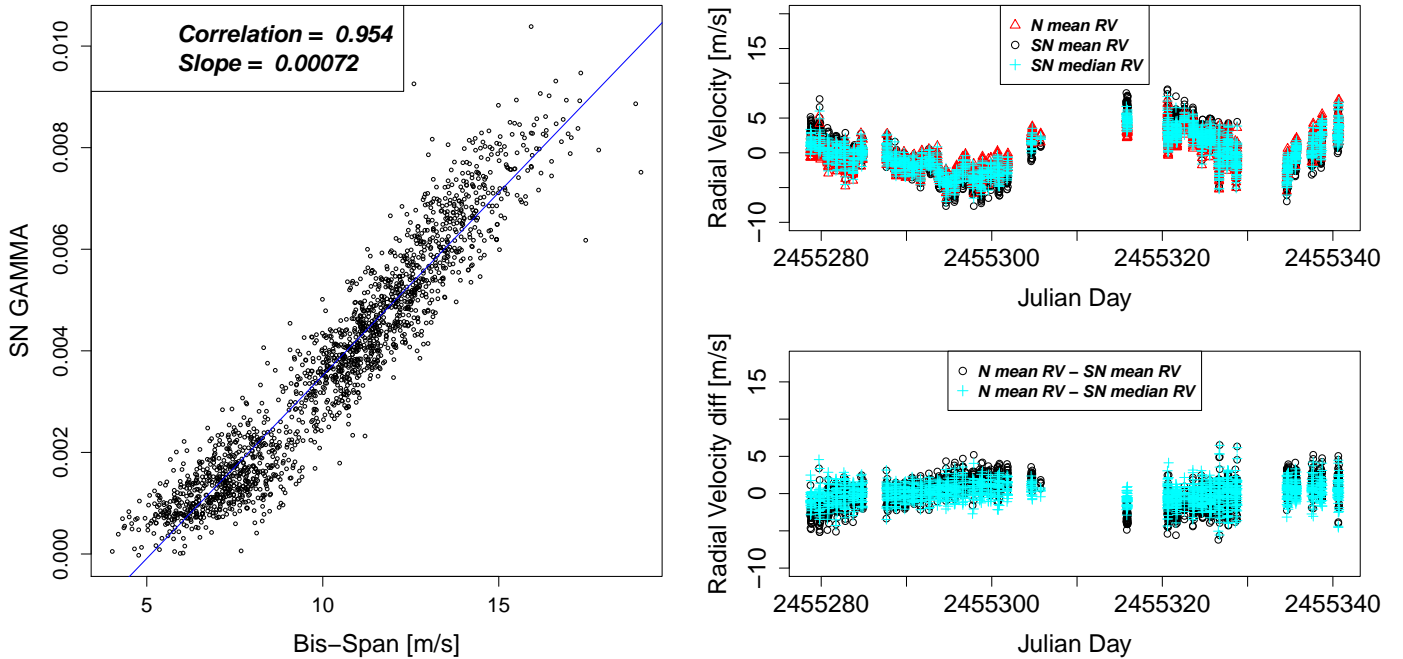 Correlation = 0.954
Slope = 0.00072
SN GAMMA
0.010
0.008
0.006
0.004
0.002
0.000
5 10 15
Bis−Span [m/s]
N mean RV
SN mean RV
SN median RV
Radial Velocity [m/s]
15
5
0
−10
2455280 2455300 2455320 2455340
Julian Day
N mean RV − SN mean RV
N mean RV − SN median RV
Radial Velocity diff [m/s]
15
5
0
−10
2455280 2455300 2455320 2455340
Julian Day